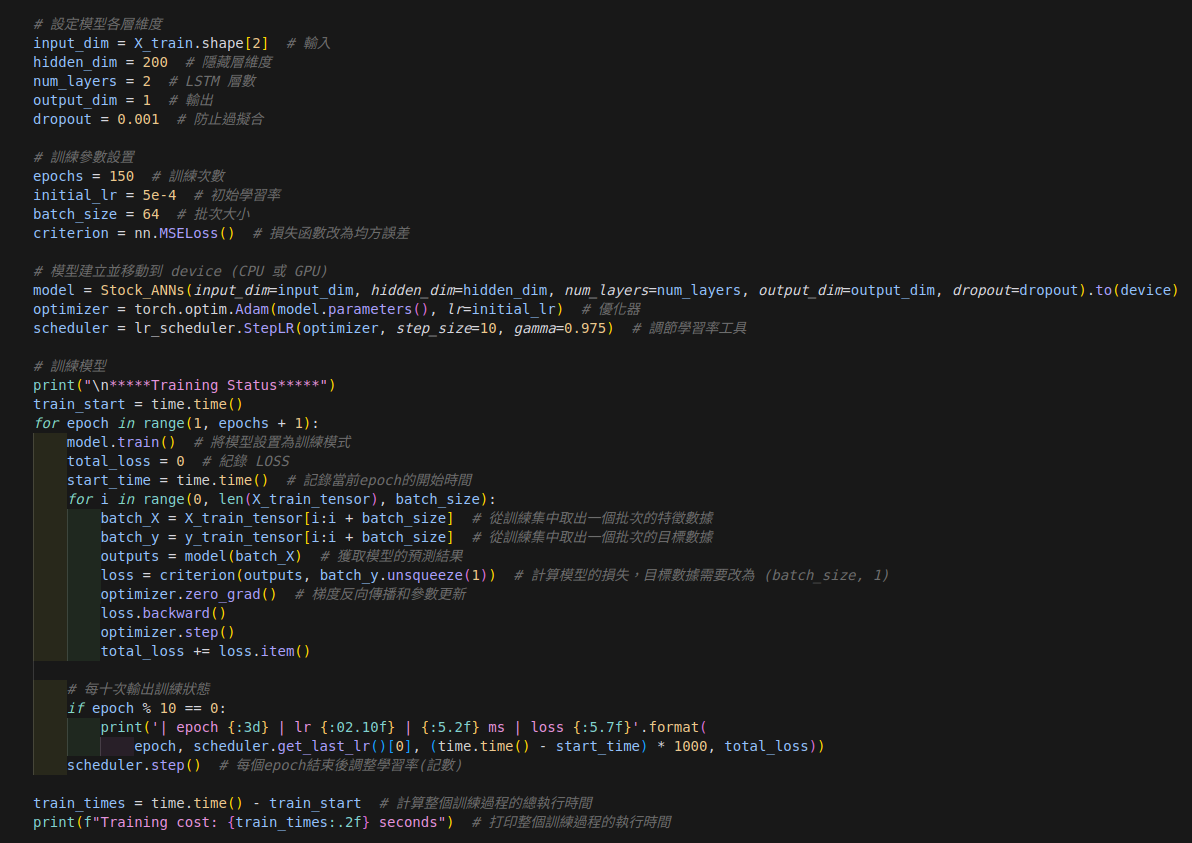 # 設定模型各層維度
input_dim = X_train.shape[2]  # 輸入
hidden_dim = 200  # 隱藏層維度
num_layers = 2  # LSTM 層數
output_dim = 1  # 輸出
dropout = 0.001  # 防止過擬合

# 訓練參數設置
epochs = 150  # 訓練次數
initial_lr = 5e-4  # 初始學習率
batch_size = 64  # 批次大小
criterion = nn.MSELoss()  # 損失函數改為均方誤差

# 模型建立並移動到 device (CPU 或 GPU)
model = Stock_ANNs(input_dim=input_dim, hidden_dim=hidden_dim, num_layers=num_layers, output_dim=output_dim, dropout=dropout).to(device)
optimizer = torch.optim.Adam(model.parameters(), lr=initial_lr)  # 優化器
scheduler = lr_scheduler.StepLR(optimizer, step_size=10, gamma=0.975)  # 調節學習率工具

# 訓練模型
print("\n*****Training Status*****")
train_start = time.time()
for epoch in range(1, epochs + 1):
    model.train()  # 將模型設置為訓練模式
    total_loss = 0  # 紀錄 LOSS
    start_time = time.time()  # 記錄當前epoch的開始時間
    for i in range(0, len(X_train_tensor), batch_size):
        batch_X = X_train_tensor[i:i + batch_size]  # 從訓練集中取出一個批次的特徵數據
        batch_y = y_train_tensor[i:i + batch_size]  # 從訓練集中取出一個批次的目標數據
        outputs = model(batch_X)  # 獲取模型的預測結果
        loss = criterion(outputs, batch_y.unsqueeze(1))  # 計算模型的損失，目標數據需要改為 (batch_size, 1)
        optimizer.zero_grad()  # 梯度反向傳播和參數更新
        loss.backward()
        optimizer.step()
        total_loss += loss.item()

    # 每十次輸出訓練狀態
    if epoch % 10 == 0:
        print('| epoch {:3d} | lr {:02.10f} | {:5.2f} ms | loss {:5.7f}'.format(
            epoch, scheduler.get_last_lr()[0], (time.time() - start_time) * 1000, total_loss))
    scheduler.step()  # 每個epoch結束後調整學習率(記數)

train_times = time.time() - train_start  # 計算整個訓練過程的總執行時間
print(f"Training cost: {train_times:.2f} seconds")  # 打印整個訓練過程的執行時間